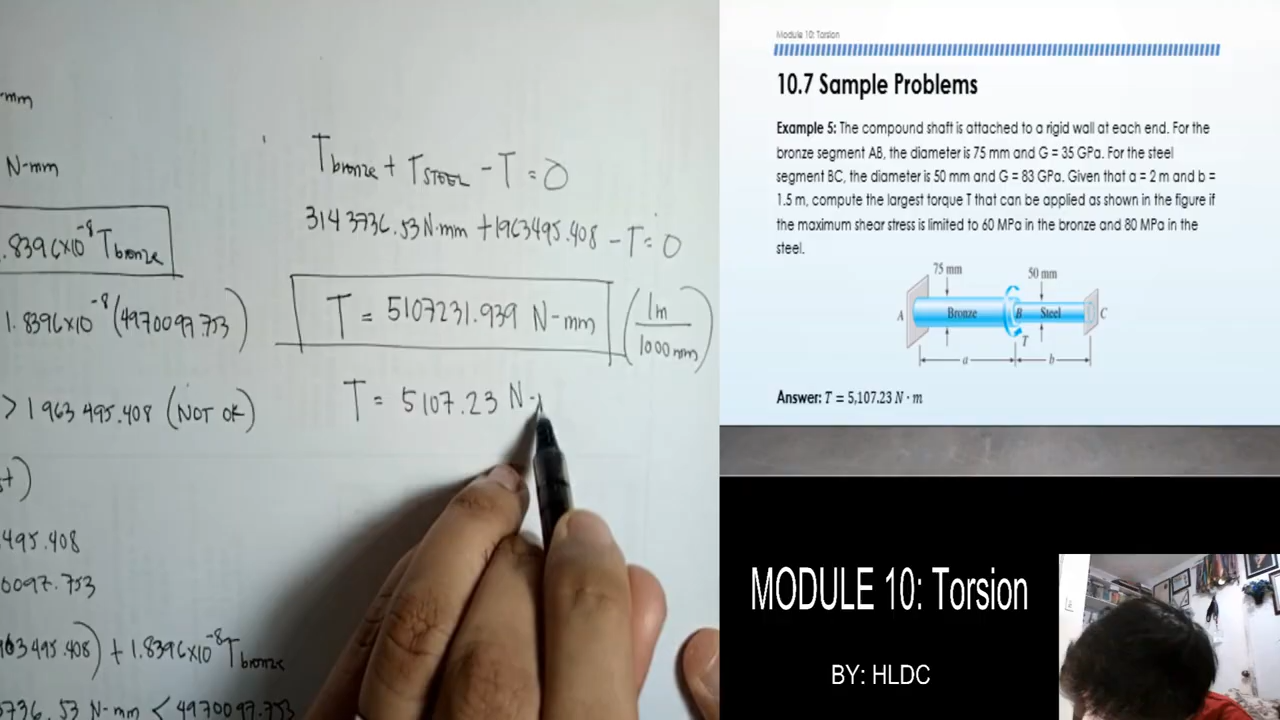 -mm
N-mm
.8396x10⁻⁸ T bronze
1.8396x10⁻⁸(4970097.753)
> 1963495.408 (NOT OK)
t)
495.408
0097.753
963495.408) + 1.8396x10⁻⁸ T bronze
3736.53 N-mm < 4970097.753
T bronze + T STEEL - T = 0
3143736.53 N·mm + 1963495.408 - T = 0
T = 5107231.939 N-mm (1m / 1000 mm)
T = 5107.23 N-
Module 10: Torsion
10.7 Sample Problems
Example 5: The compound shaft is attached to a rigid wall at each end. For the
bronze segment AB, the diameter is 75 mm and G = 35 GPa. For the steel
segment BC, the diameter is 50 mm and G = 83 GPa. Given that a = 2 m and b =
1.5 m, compute the largest torque T that can be applied as shown in the figure if
the maximum shear stress is limited to 60 MPa in the bronze and 80 MPa in the
steel.
75 mm 50 mm
A Bronze B Steel C
T
a b
Answer: T = 5,107.23 N · m
MODULE 10: Torsion
BY: HLDC